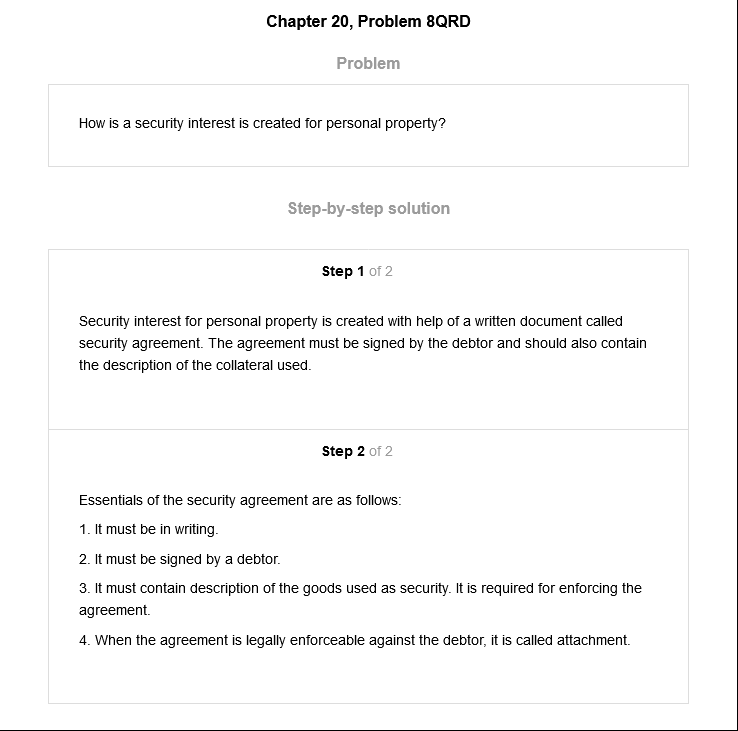 Chapter 20, Problem 8QRD
Problem
How is a security interest is created for personal property?
Step-by-step solution
Step 1 of 2
Security interest for personal property is created with help of a written document called
security agreement. The agreement must be signed by the debtor and should also contain
the description of the collateral used.
Step 2 of 2
Essentials of the security agreement are as follows:
1. It must be in writing.
2. It must be signed by a debtor.
3. It must contain description of the goods used as security. It is required for enforcing the
agreement.
4. When the agreement is legally enforceable against the debtor, it is called attachment.